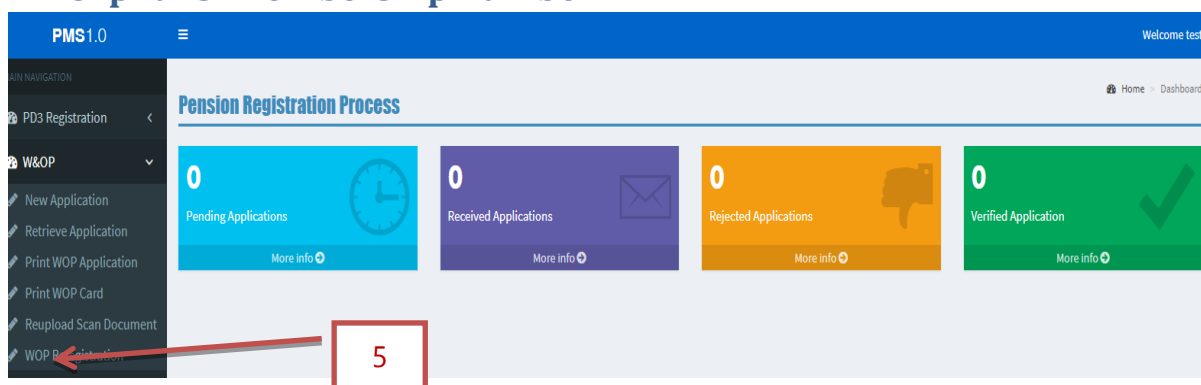 PMS1.0
Welcome test
MAIN NAVIGATION
Home > Dashboard
PD3 Registration
Pension Registration Process
W&OP
0
Pending Applications
More info
0
Received Applications
More info
0
Rejected Applications
More info
0
Verified Application
More info
New Application
Retrieve Application
Print WOP Application
Print WOP Card
Reupload Scan Document
WOP
5